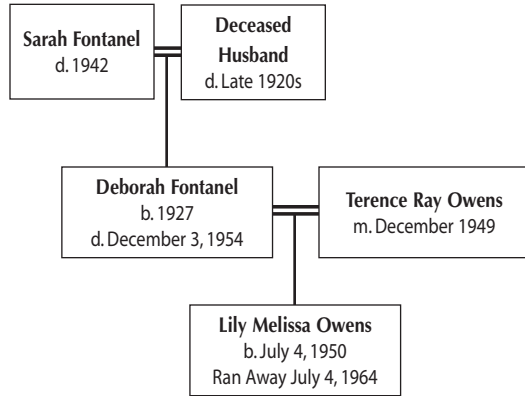 Sarah Fontanel
d. 1942
Deceased
Husband
d. Late 1920s
Deborah Fontanel
b. 1927
d. December 3, 1954
Terence Ray Owens
m. December 1949
Lily Melissa Owens
b. July 4, 1950
Ran Away July 4, 1964